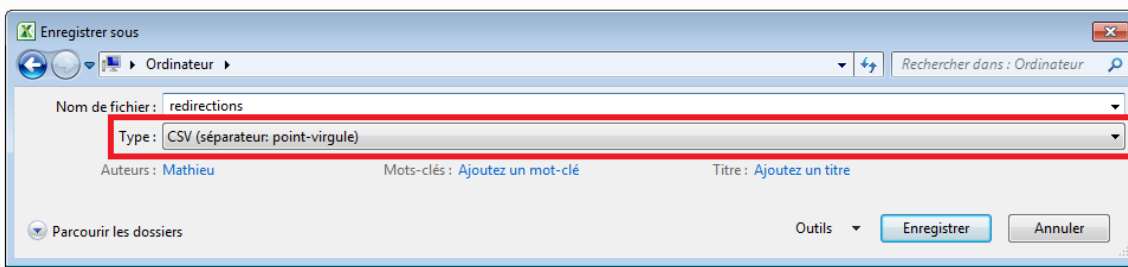 Enregistrer sous
Ordinateur
Rechercher dans : Ordinateur
Nom de fichier : redirections
Type : CSV (séparateur: point-virgule)
Auteurs : Mathieu Mots-clés : Ajoutez un mot-clé Titre : Ajoutez un titre
Parcourir les dossiers Outils Enregistrer Annuler